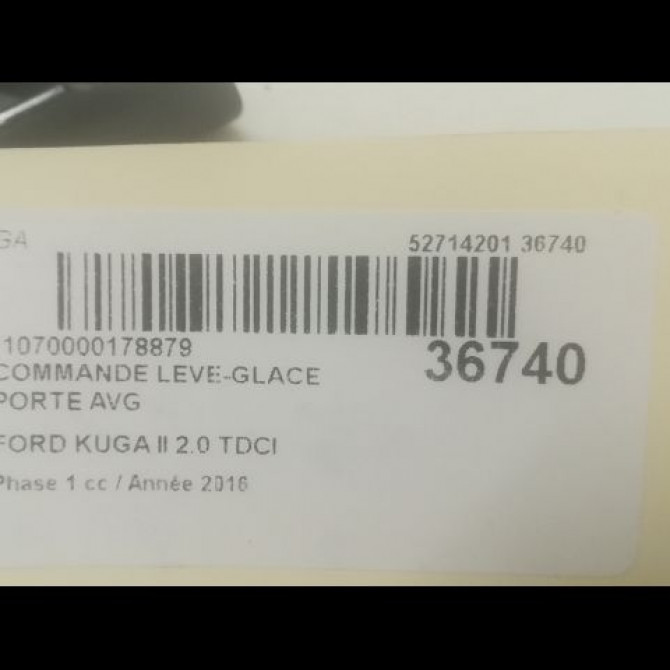 GA
52714201 36740
1070000178879
36740
COMMANDE LEVE-GLACE
PORTE AVG
FORD KUGA II 2.0 TDCI
Phase 1 cc / Année 2016